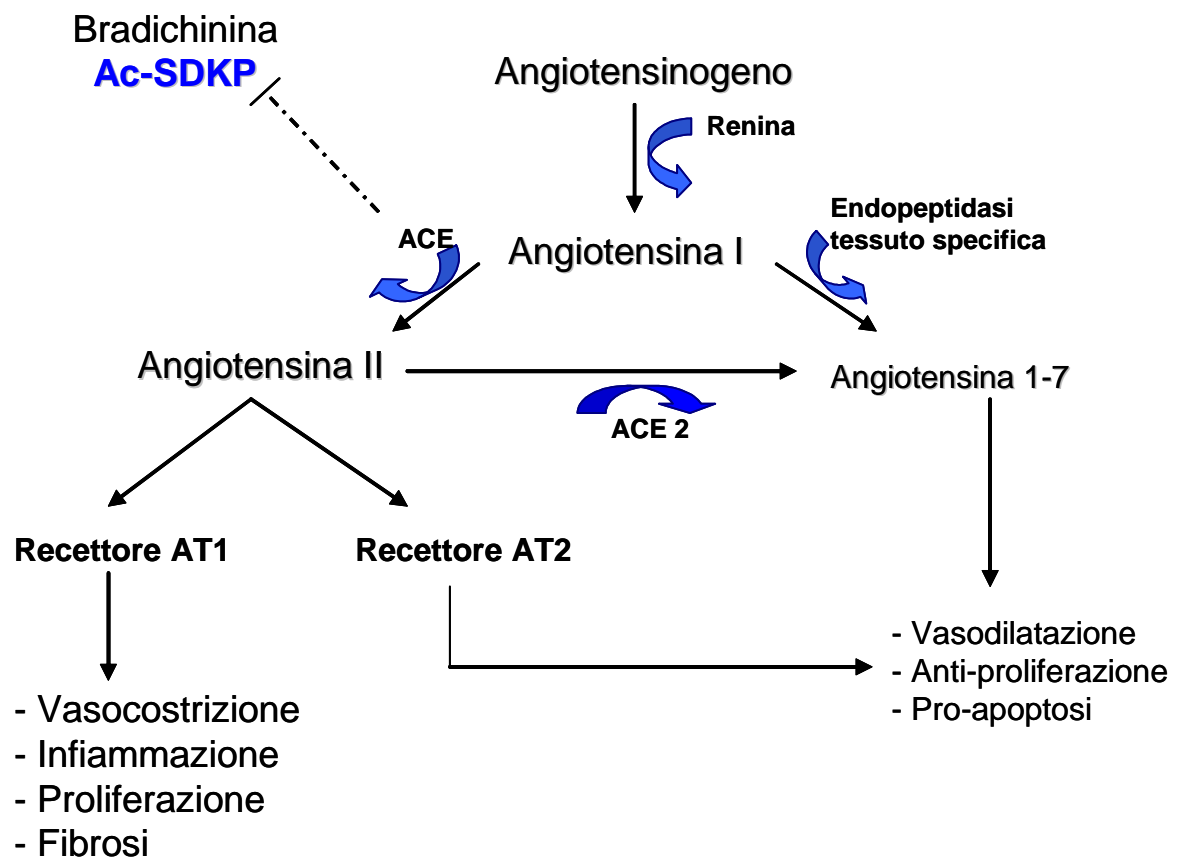 Bradichinina
Ac-SDKP
Angiotensinogeno
Renina
Endopeptidasi
tessuto specifica
ACE
Angiotensina I
Angiotensina II
Angiotensina 1-7
ACE 2
Recettore AT1
Recettore AT2
- Vasodilatazione
- Anti-proliferazione
- Pro-apoptosi
- Vasocostrizione
- Infiammazione
- Proliferazione
- Fibrosi